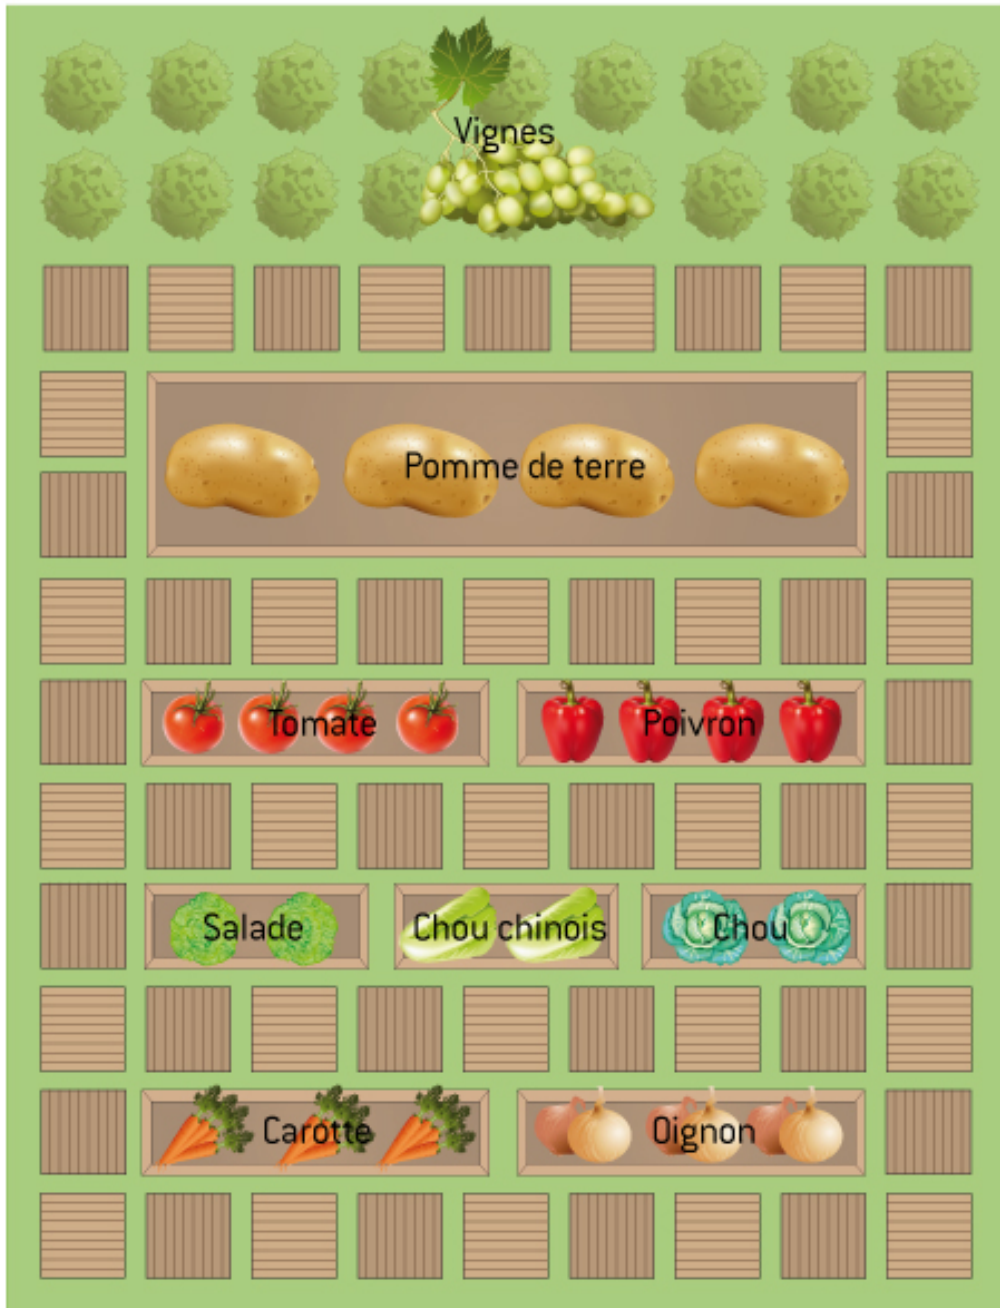 Vignes
Pomme de terre
Tomate
Poivron
Salade
Chou chinois
Chou
Carotte
Oignon